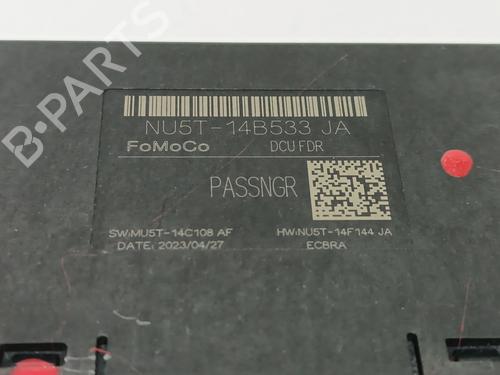 B-PARTS
NU5T-14B533 JA
FoMoCo DCU FDR
PASSNGR
SW:MU5T-14C108 AF HW:NU5T-14F144 JA
DATE: 2023/04/27 EC8RA